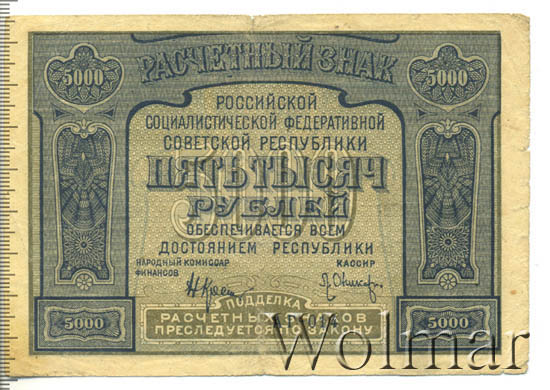 РАСЧЕТНЫЙ ЗНАК
5000 5000
РОССИЙСКОЙ
СОЦИАЛИСТИЧЕСКОЙ ФЕДЕРАТИВНОЙ
СОВЕТСКОЙ РЕСПУБЛИКИ
ПЯТЬ ТЫСЯЧ
РУБЛЕЙ
ОБЕСПЕЧИВАЕТСЯ ВСЕМ
ДОСТОЯНИЕМ РЕСПУБЛИКИ
НАРОДНЫЙ КОМИССАР КАССИР
ФИНАНСОВ
ПОДДЕЛКА
5000 РАСЧЕТНЫХ ЗНАКОВ 5000
ПРЕСЛЕДУЕТСЯ ПО ЗАКОНУ
Wolmar